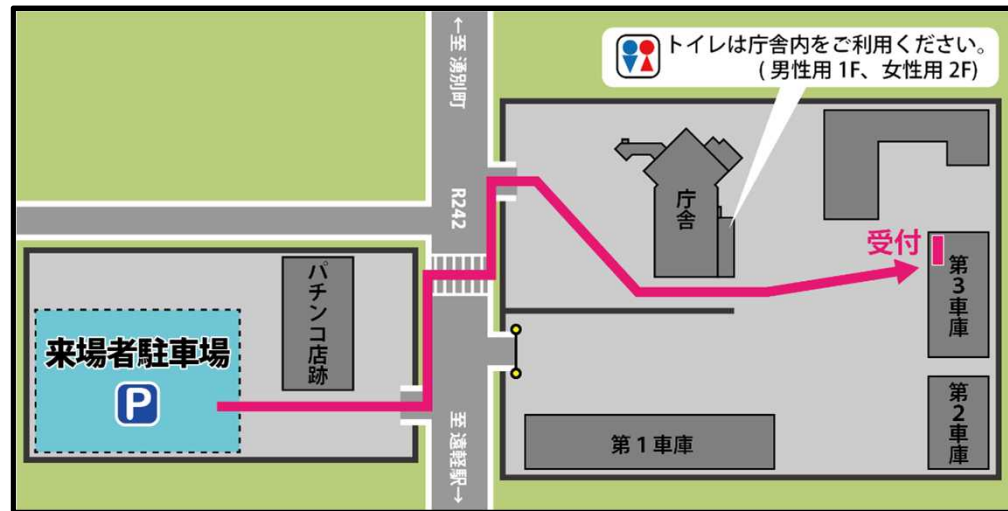 ←至 湧別町
トイレは庁舎内をご利用ください。
( 男性用 1F、女性用 2F)
R242
庁舎
受付
第3車庫
パチンコ店跡
来場者駐車場
P
第1車庫
第2車庫
至 遠軽駅→